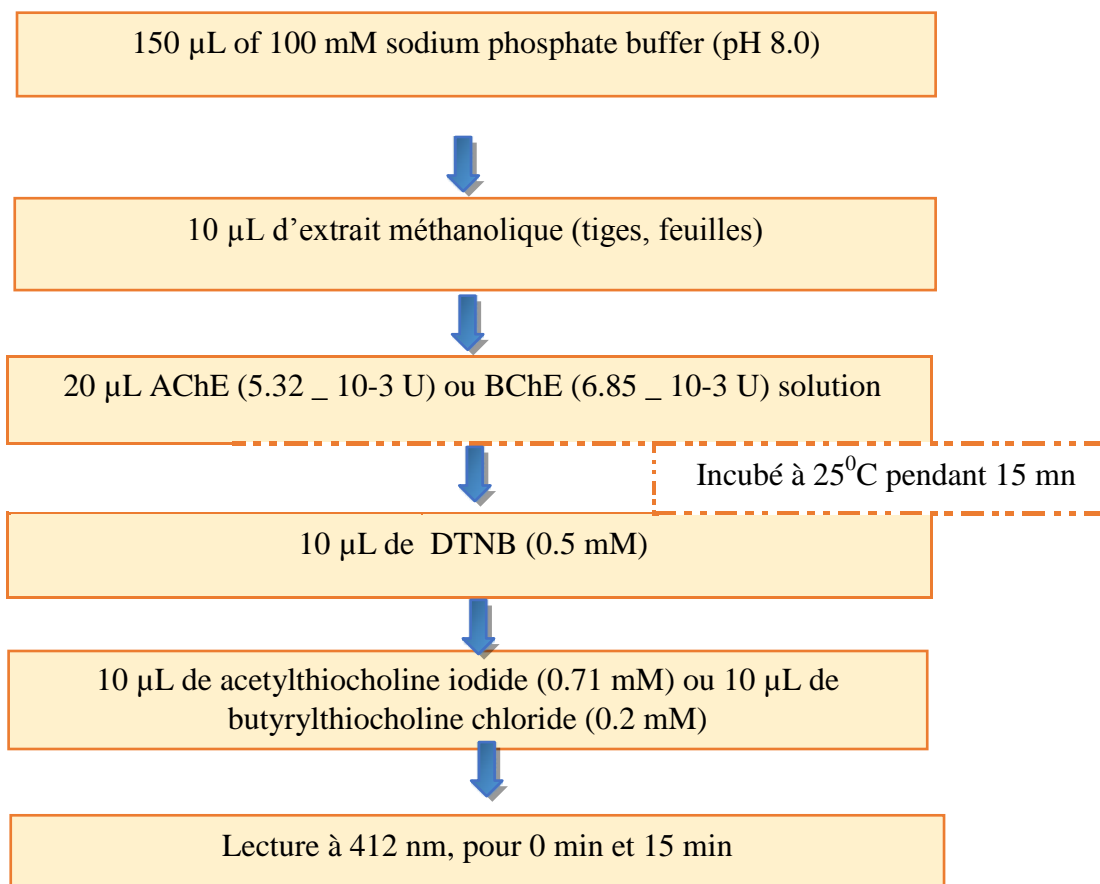 150 µL of 100 mM sodium phosphate buffer (pH 8.0)
10 µL d’extrait méthanolique (tiges, feuilles)
20 µL AChE (5.32 _ 10-3 U) ou BChE (6.85 _ 10-3 U) solution
Incubé à 25⁰C pendant 15 mn
10 µL de DTNB (0.5 mM)
10 µL de acetylthiocholine iodide (0.71 mM) ou 10 µL de
butyrylthiocholine chloride (0.2 mM)
Lecture à 412 nm, pour 0 min et 15 min